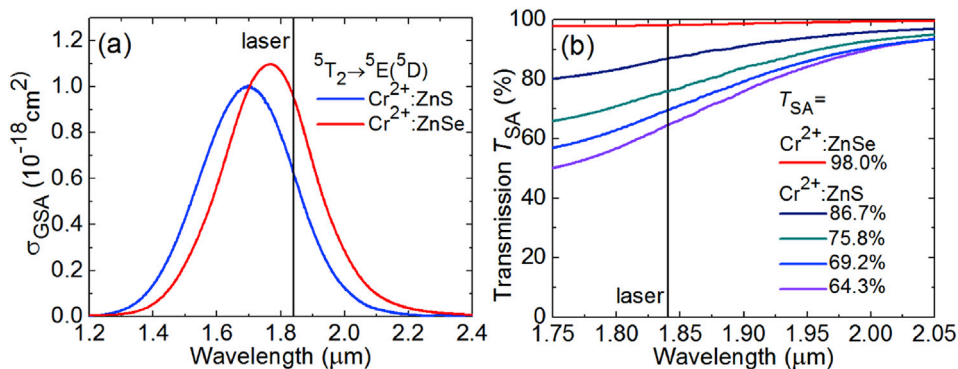 (a)
laser
⁵T₂→⁵E(⁵D)
Cr²⁺:ZnS
Cr²⁺:ZnSe
σGSA (10⁻¹⁸cm²)
1.2
1.0
0.8
0.6
0.4
0.2
0.0
1.2 1.4 1.6 1.8 2.0 2.2 2.4
Wavelength (μm)
(b)
Transmission TSA (%)
100
80
60
40
20
0
TSA=
Cr²⁺:ZnSe
98.0%
Cr²⁺:ZnS
86.7%
75.8%
69.2%
64.3%
laser
1.75 1.80 1.85 1.90 1.95 2.00 2.05
Wavelength (μm)